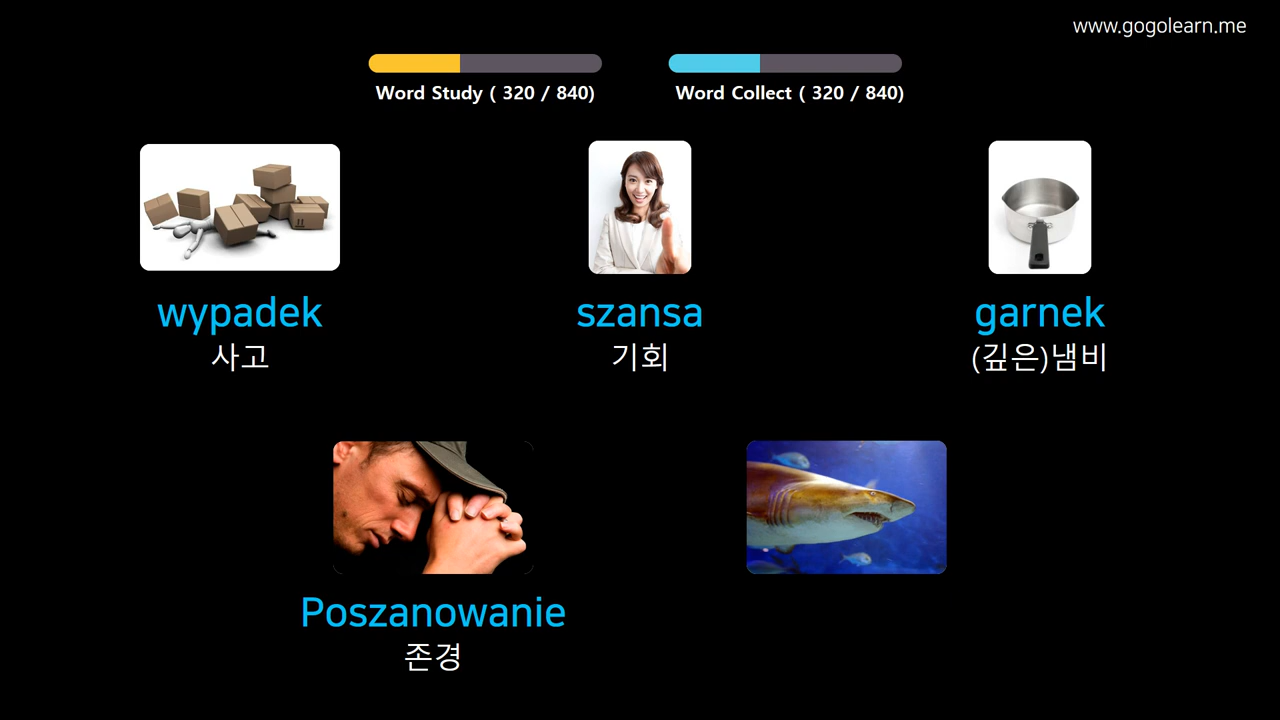 www.gogolearn.me
Word Study ( 320 / 840)
Word Collect ( 320 / 840)
wypadek
사고
szansa
기회
garnek
(깊은)냄비
Poszanowanie
존경